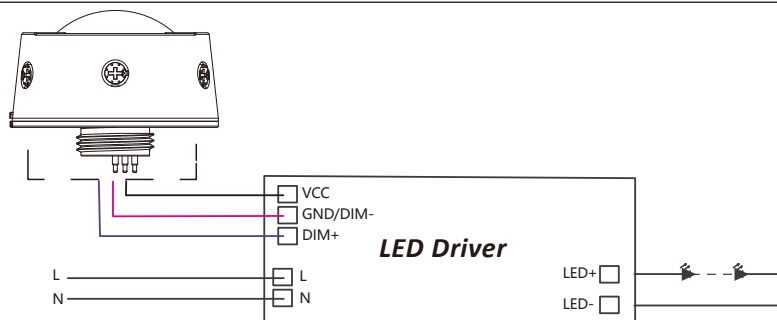 VCC
GND/DIM-
DIM+
LED Driver
L
L
LED+
N
N
LED-